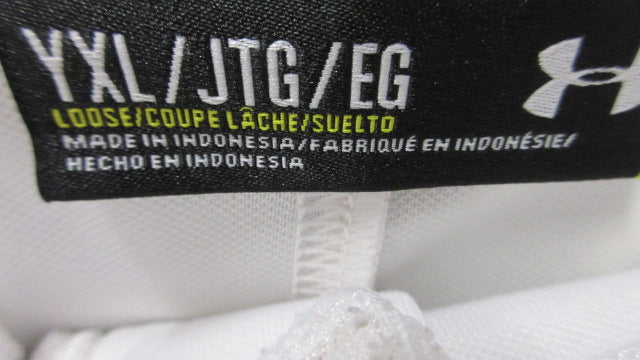 YXL/JTG/EG
LOOSE/COUPE LÂCHE/SUELTO
MADE IN INDONESIA/FABRIQUÉ EN INDONÉSIE/
HECHO EN INDONESIA